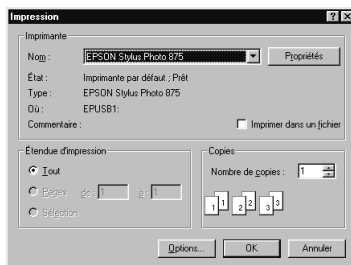 Impression
Imprimante
Nom : EPSON Stylus Photo 875 Propriétés
État : Imprimante par défaut ; Prêt
Type : EPSON Stylus Photo 875
Où : EPUSB1:
Commentaire : Imprimer dans un fichier
Étendue d'impression
Tout
Pages de : 1 à : 1
Sélection
Copies
Nombre de copies : 1
1 1 2 2 3 3
Options... OK Annuler